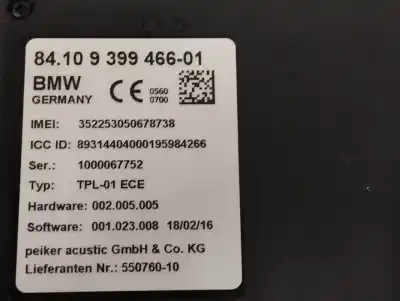 84.10 9 399 466-01
BMW
GERMANY
CE 0560
0700
IMEI: 352253050678738
ICC ID: 89314404000195984266
Ser.: 1000067752
Typ: TPL-01 ECE
Hardware: 002.005.005
Software: 001.023.008 18/02/16
peiker acustic GmbH & Co. KG
Lieferanten Nr.: 550760-10